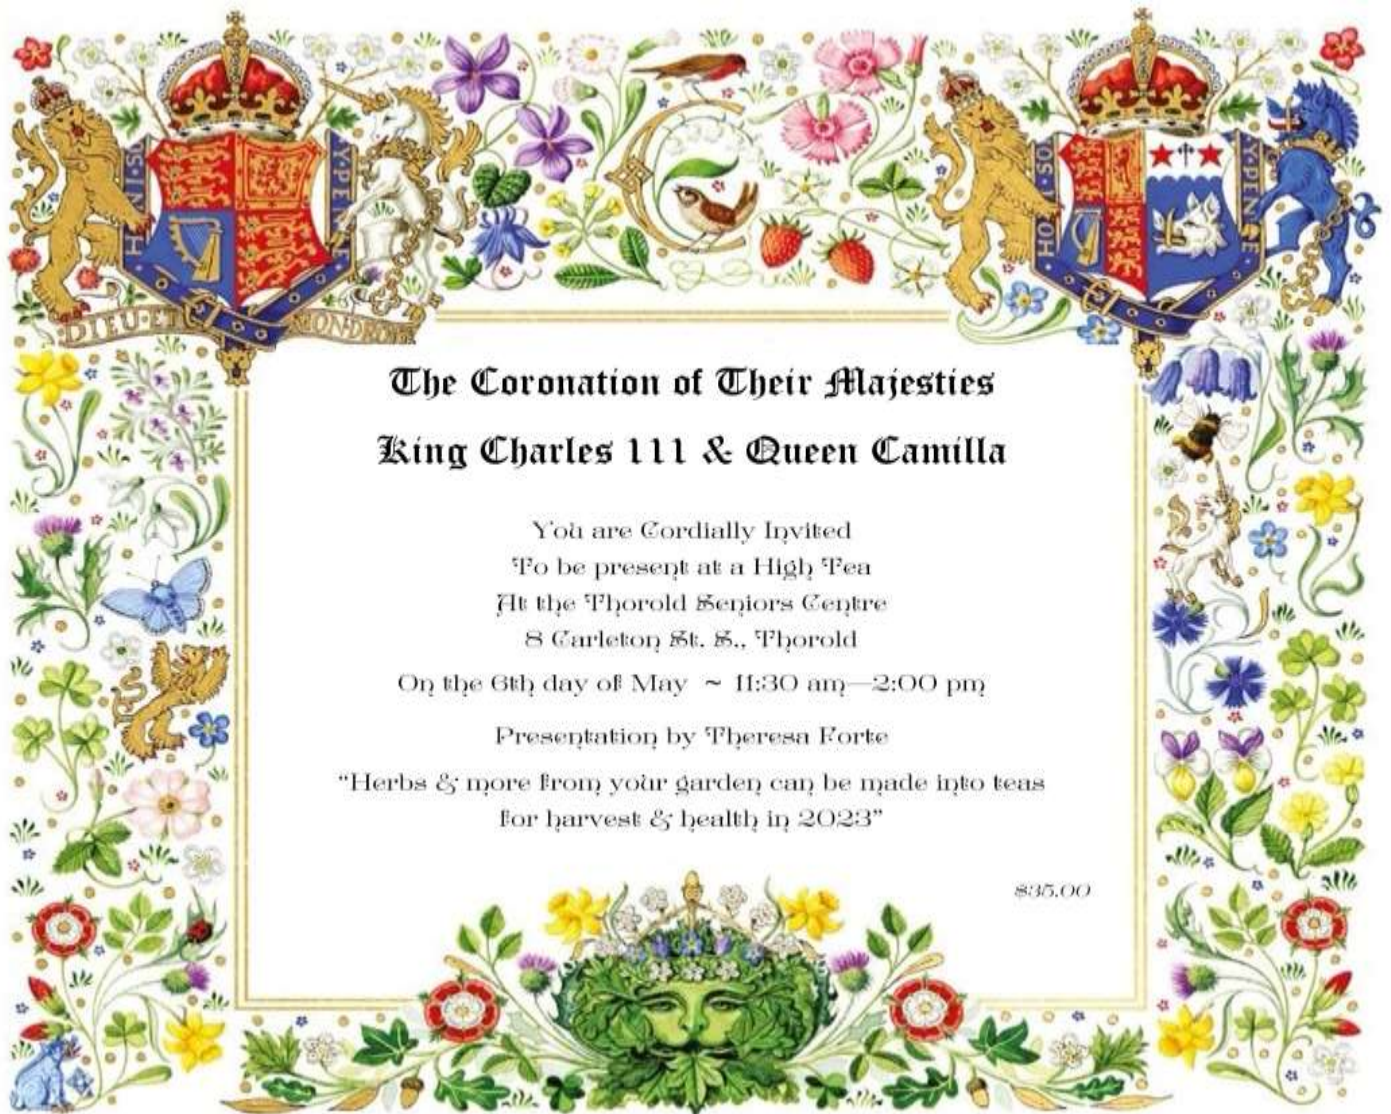 DIEU·ET MON·DROIT
The Coronation of Their Majesties
King Charles 111 & Queen Camilla
You are Cordially Invited
To be present at a High Tea
At the Thorold Seniors Centre
8 Carleton St. S., Thorold
On the 6th day of May ~ 11:30 am—2:00 pm
Presentation by Theresa Forte
“Herbs & more from your garden can be made into teas
for harvest & health in 2023”
$35.00